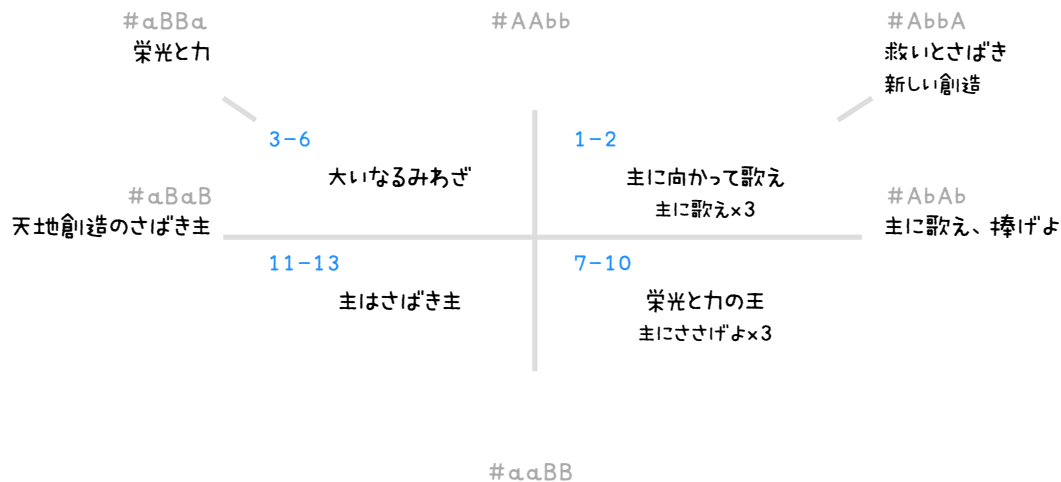 #aBBa
栄光と力
#AAbb
#AbbA
救いとさばき
新しい創造
3-6
大いなるみわざ
1-2
主に向かって歌え
主に歌え×3
#aBaB
天地創造のさばき主
#AbAb
主に歌え、捧げよ
11-13
主はさばき主
7-10
栄光と力の王
主にささげよ×3
#aaBB